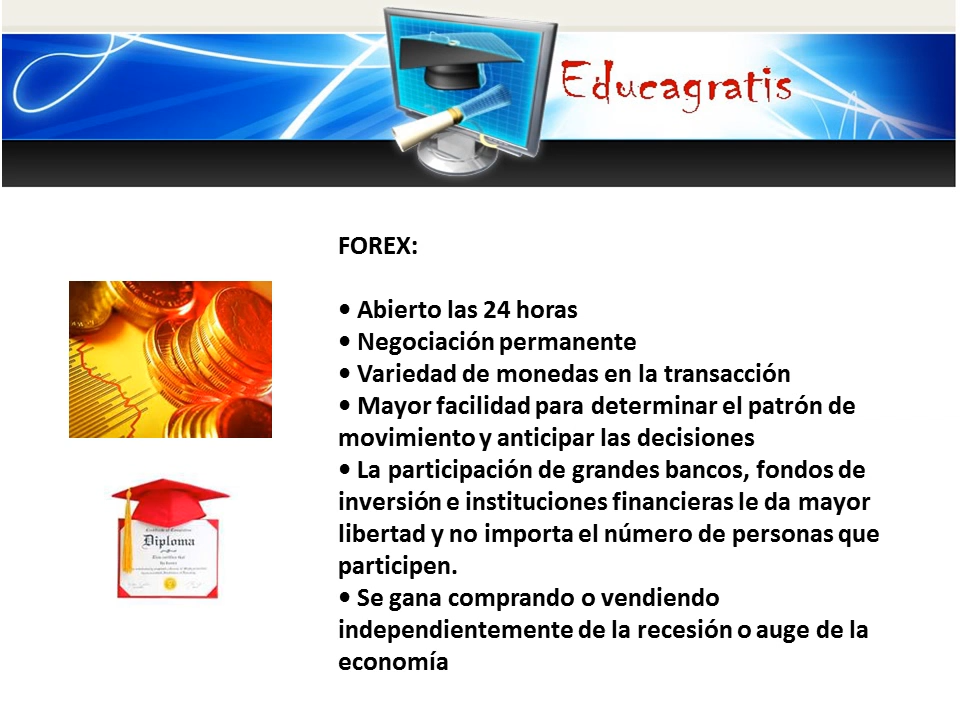 Educagratis
FOREX:
• Abierto las 24 horas
• Negociación permanente
• Variedad de monedas en la transacción
• Mayor facilidad para determinar el patrón de
movimiento y anticipar las decisiones
• La participación de grandes bancos, fondos de
inversión e instituciones financieras le da mayor
libertad y no importa el número de personas que
participen.
• Se gana comprando o vendiendo
independientemente de la recesión o auge de la
economía
Diploma